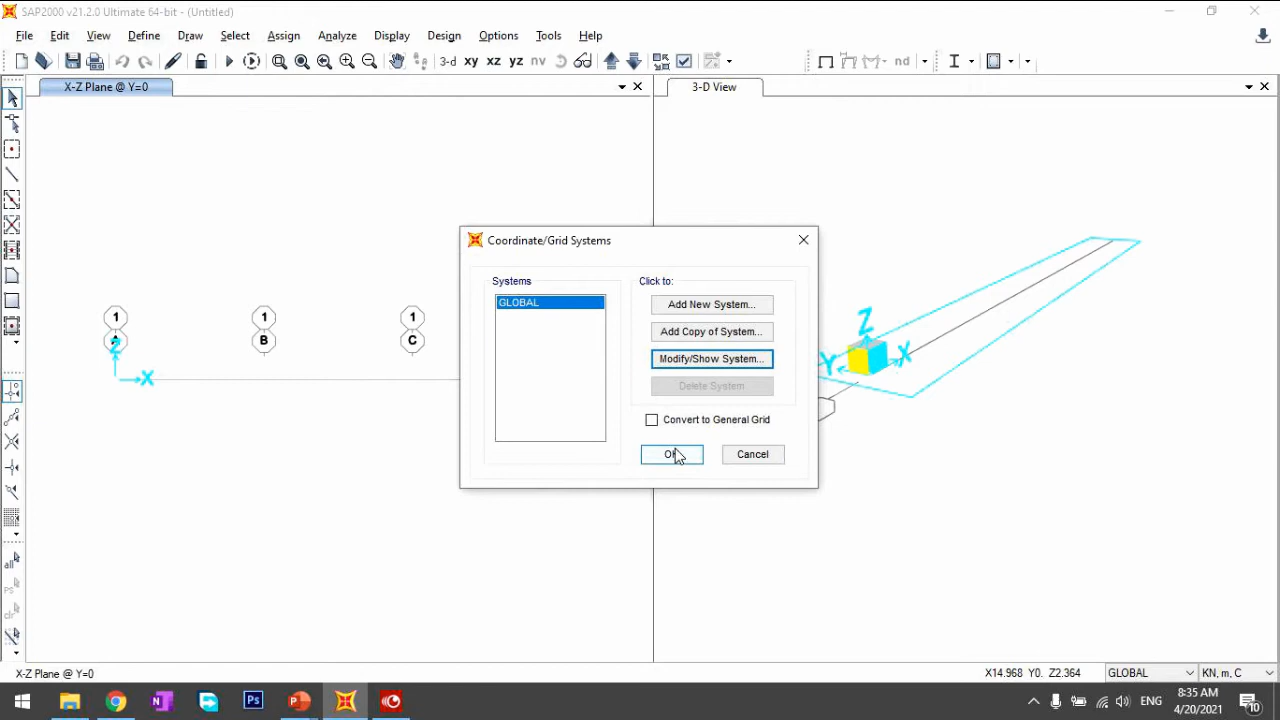 SAP2000 v21.2.0 Ultimate 64-bit - (Untitled)
File Edit View Define Draw Select Assign Analyze Display Design Options Tools Help
3-d xy xz yz nv nd
X-Z Plane @ Y=0
3-D View
Coordinate/Grid Systems
Systems
Click to:
GLOBAL
Add New System...
Add Copy of System...
Modify/Show System...
Delete System
Convert to General Grid
OK
Cancel
1 1 1
A B C
Z
X
Z
Y X
all
ps
clr
X-Z Plane @ Y=0
X14.968 Y0. Z2.364
GLOBAL
KN, m, C
Ps
ENG
8:35 AM
4/20/2021
10